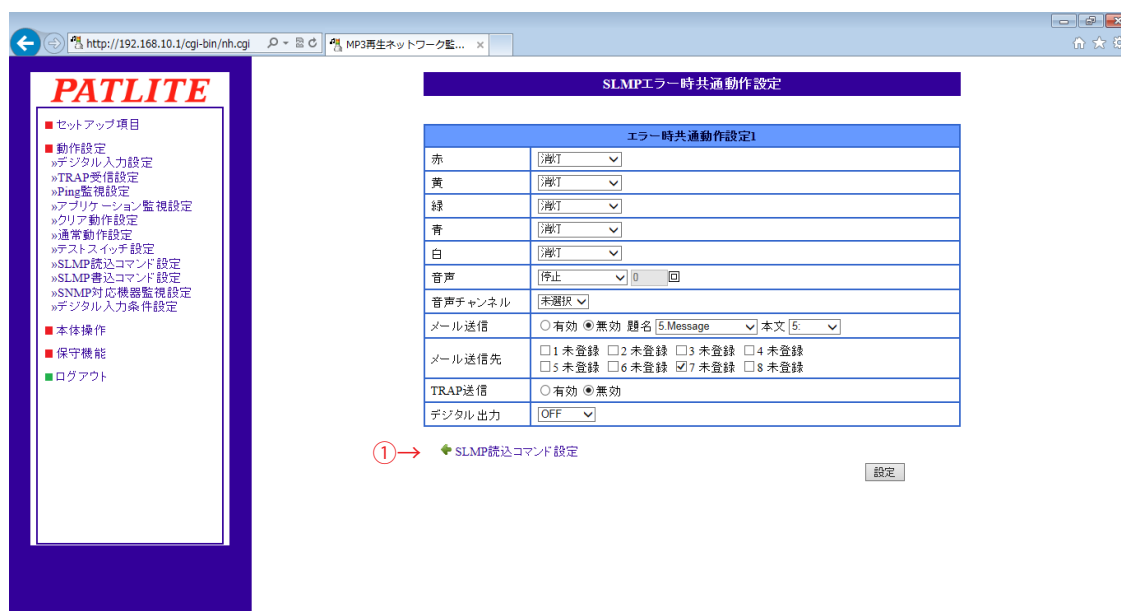 http://192.168.10.1/cgi-bin/nh.cgi
MP3再生ネットワーク監... ×
PATLITE
セットアップ項目
動作設定
»デジタル入力設定
»TRAP受信設定
»Ping監視設定
»アプリケーション監視設定
»クリア動作設定
»通常動作設定
»テストスイッチ設定
»SLMP読込コマンド設定
»SLMP書込コマンド設定
»SNMP対応機器監視設定
»デジタル入力条件設定
本体操作
保守機能
ログアウト
SLMPエラー時共通動作設定
エラー時共通動作設定1
赤 消灯
黄 消灯
緑 消灯
青 消灯
白 消灯
音声 停止 0 回
音声チャンネル 未選択
メール送信 有効 無効 題名 5.Message 本文 5:
メール送信先 1 未登録 2 未登録 3 未登録 4 未登録
5 未登録 6 未登録 7 未登録 8 未登録
TRAP送信 有効 無効
デジタル出力 OFF
①→ SLMP読込コマンド設定
設定